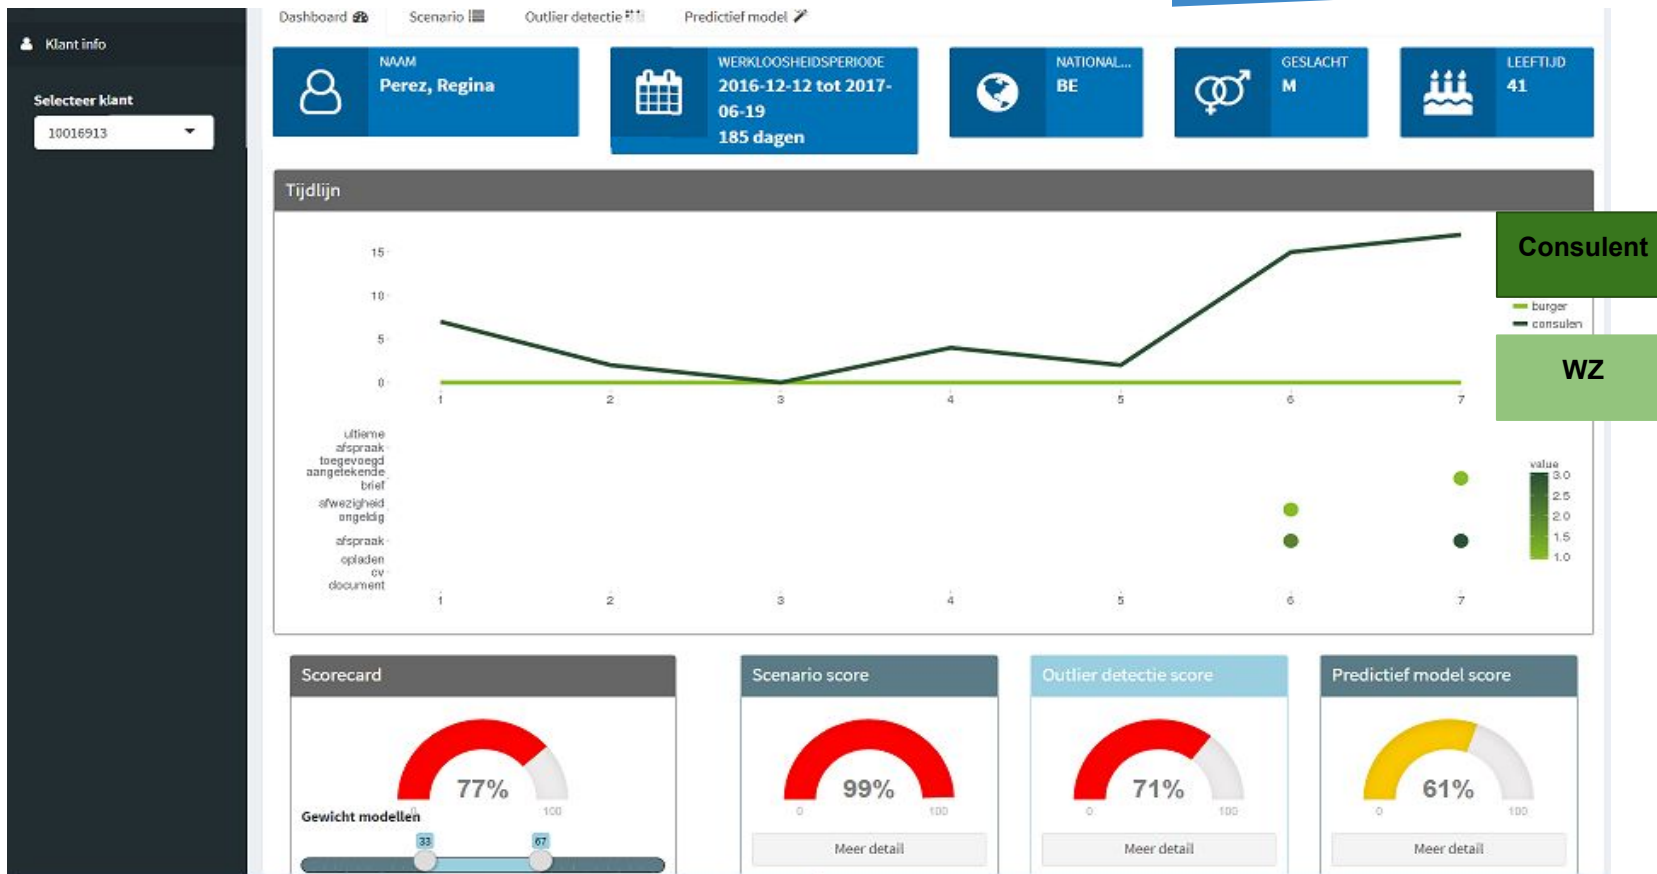 Dashboard
Scenario
Outlier detectie
Predictief model
Klant info
Selecteer klant
10016913
NAAM
Perez, Regina
WERKLOOSHEIDSPERIODE
2016-12-12 tot 2017-
06-19
185 dagen
NATIONAL...
BE
GESLACHT
M
LEEFTIJD
41
Tijdlijn
15
10
5
0
1
2
3
4
5
6
7
Consulent
burger
consulen
WZ
ultieme
afspraak
toegevoegd
aangetekende
brief
afwezigheid
ongeldig
afspraak
opladen
cv
document
1
2
3
4
5
6
7
value
3.0
2.5
2.0
1.5
1.0
Scorecard
77%
0
100
Gewicht modellen
33
67
Scenario score
99%
0
100
Meer detail
Outlier detectie score
71%
0
100
Meer detail
Predictief model score
61%
0
100
Meer detail